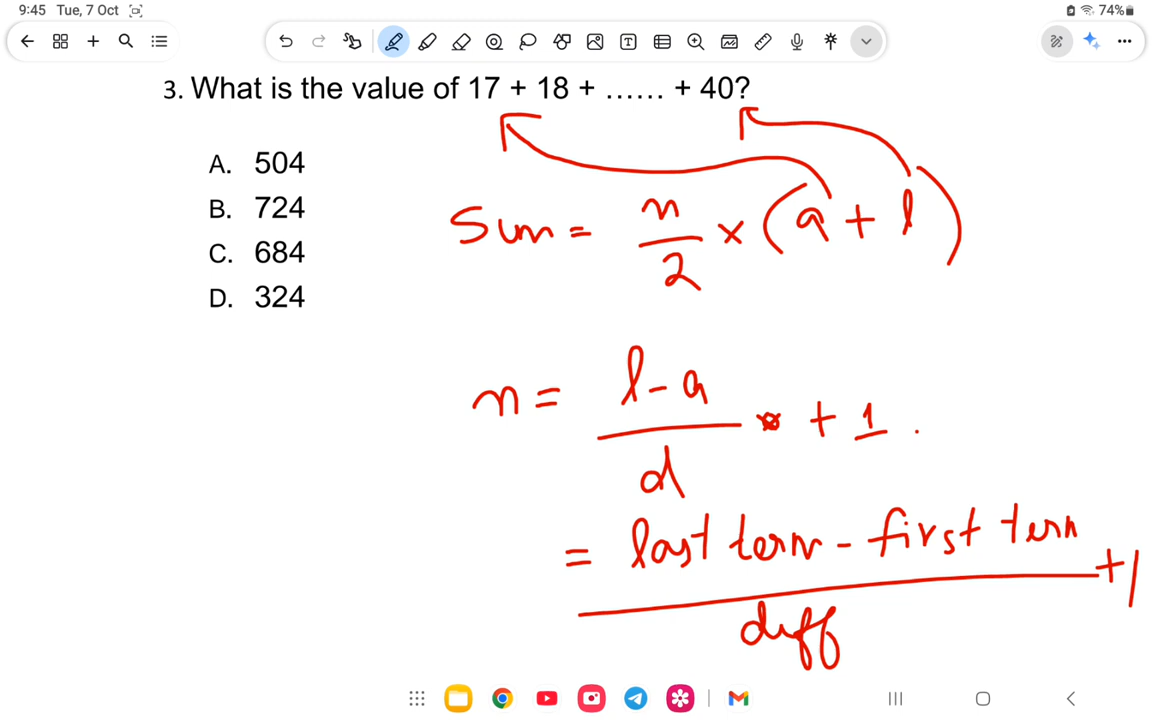 9:45 Tue, 7 Oct 74%
3. What is the value of 17 + 18 + ...... + 40?
A. 504
B. 724
C. 684
D. 324
Sum = n/2 × (a + l)
n = l - a / d + 1 .
= last term - first term / diff + 1